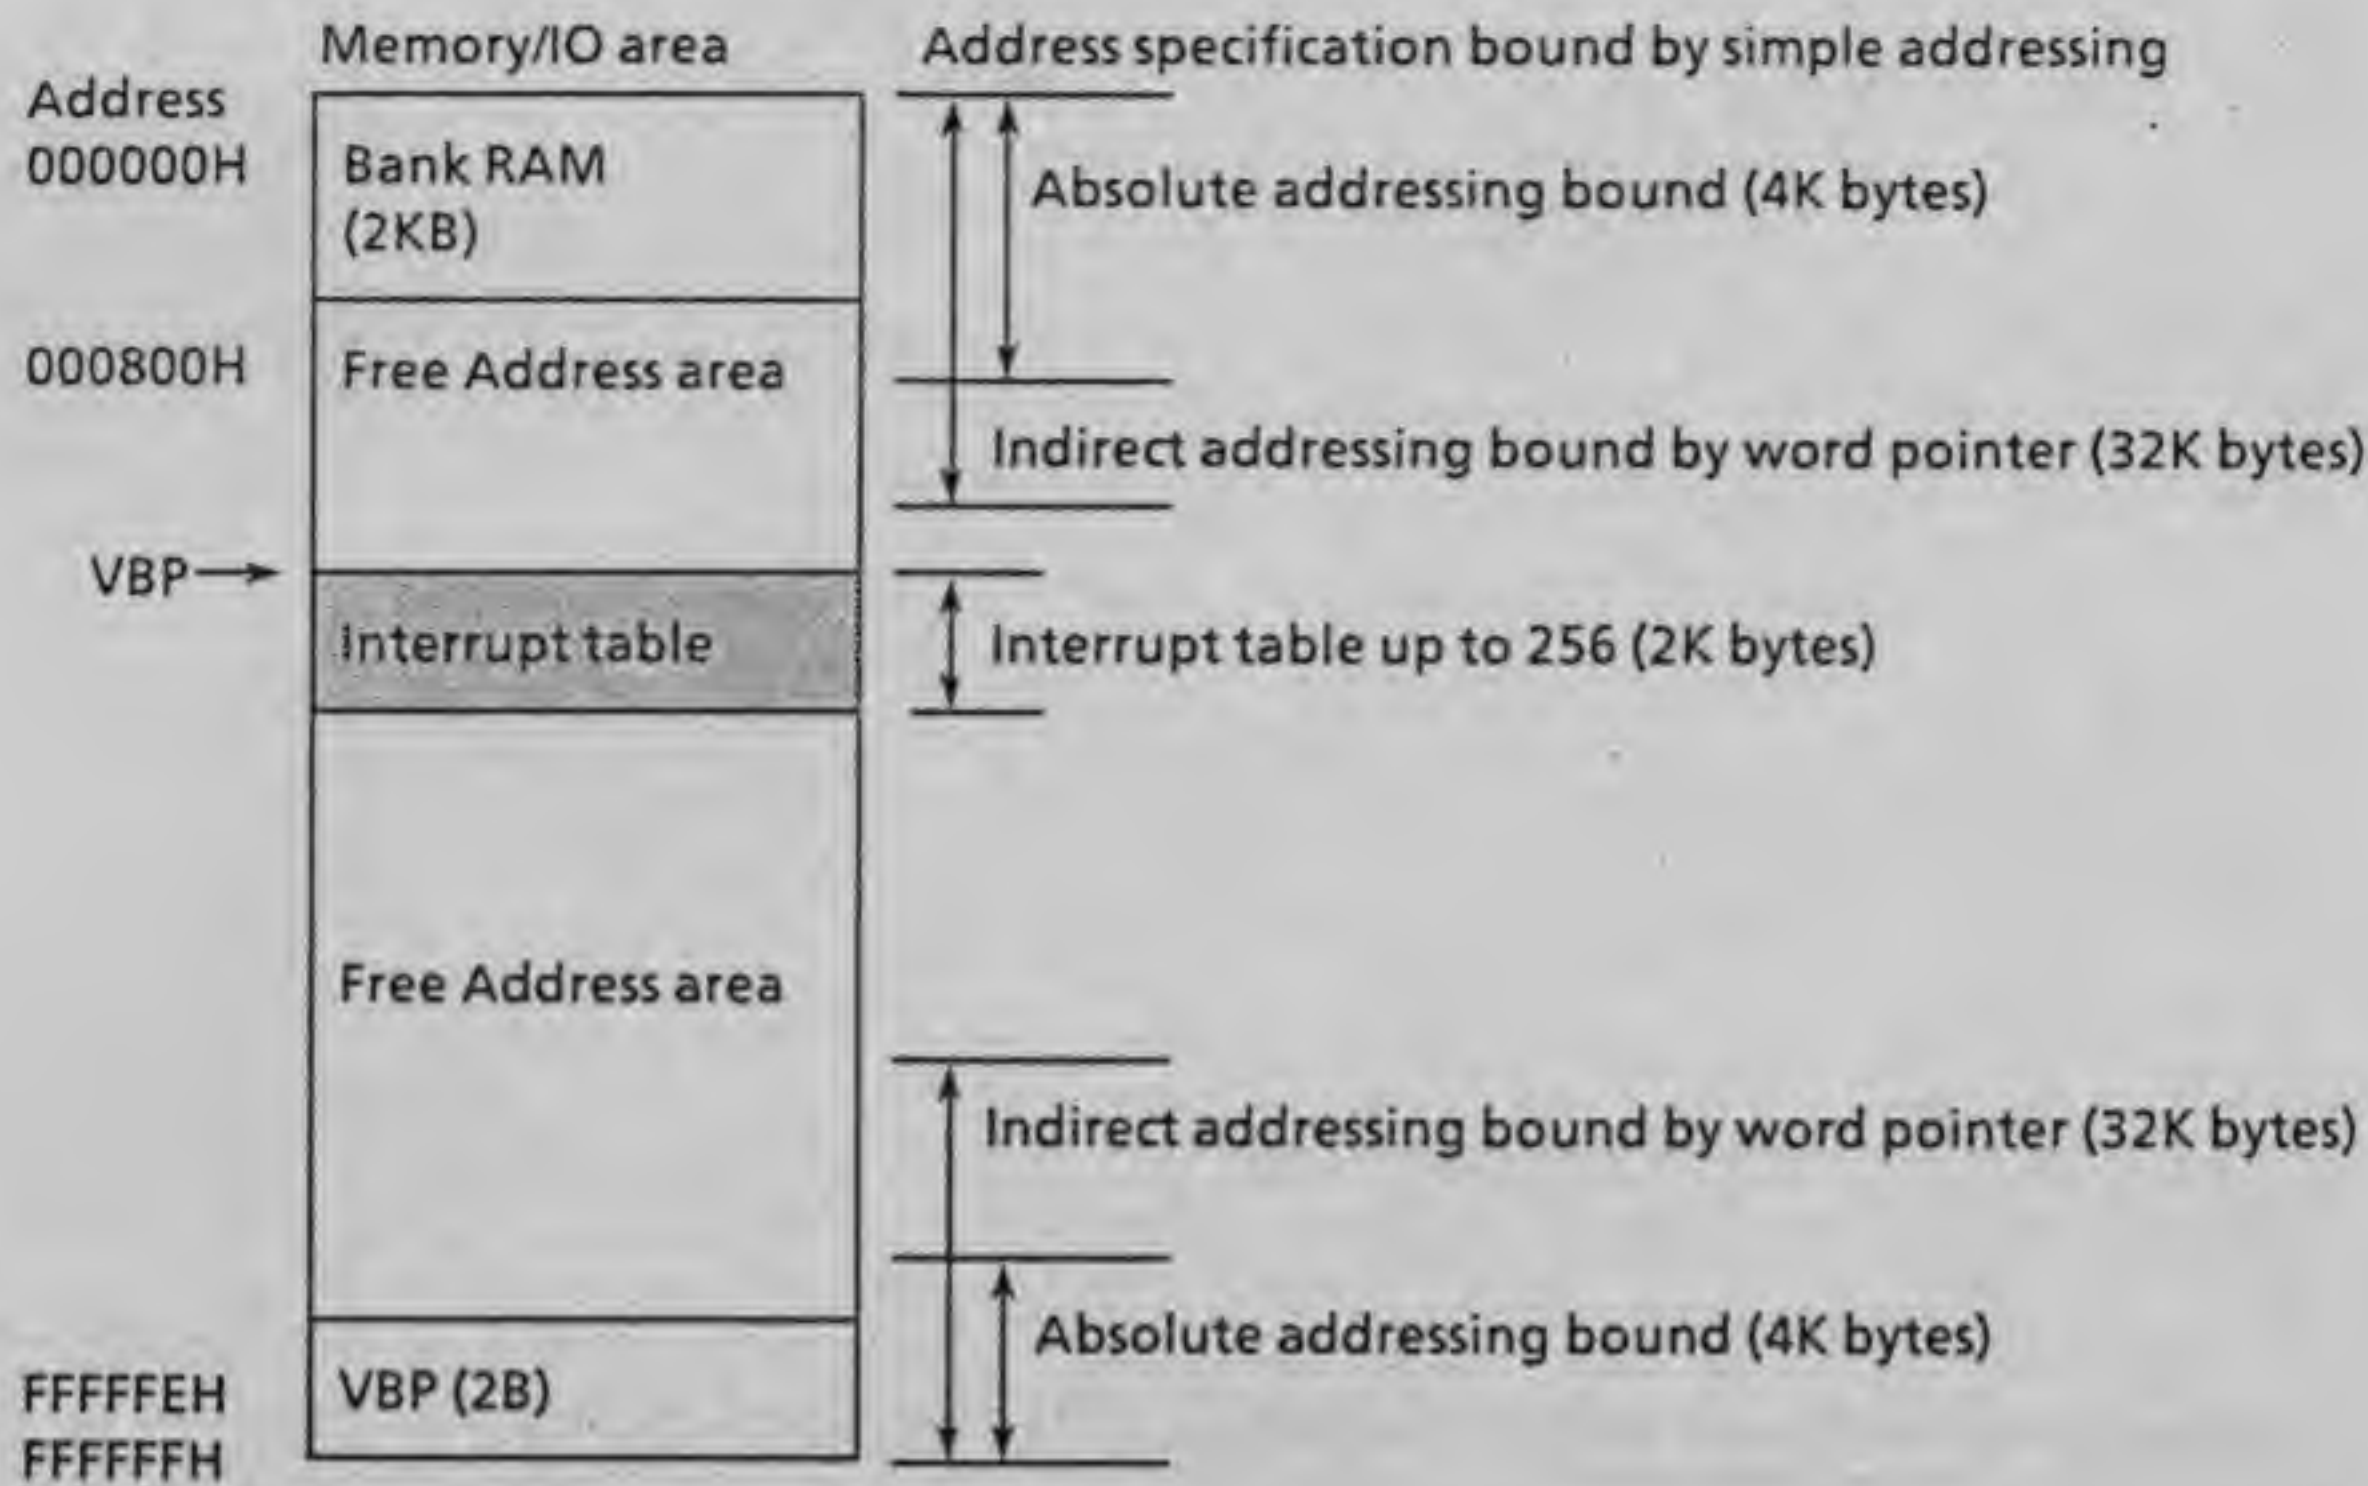 Memory/IO area
Address specification bound by simple addressing
Address
000000H
Bank RAM
(2KB)
Absolute addressing bound (4K bytes)
000800H
Free Address area
Indirect addressing bound by word pointer (32K bytes)
VBP
Interrupt table
Interrupt table up to 256 (2K bytes)
Free Address area
Indirect addressing bound by word pointer (32K bytes)
Absolute addressing bound (4K bytes)
FFFFFEH
VBP (2B)
FFFFFFH